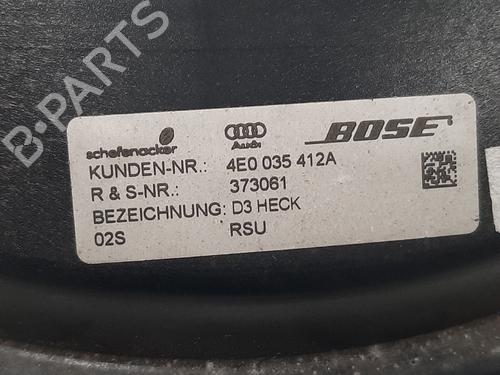 B-PARTS
schefenacker
Audi
BOSE
KUNDEN-NR.: 4E0 035 412A
R & S-NR.: 373061
BEZEICHNUNG: D3 HECK
02S RSU